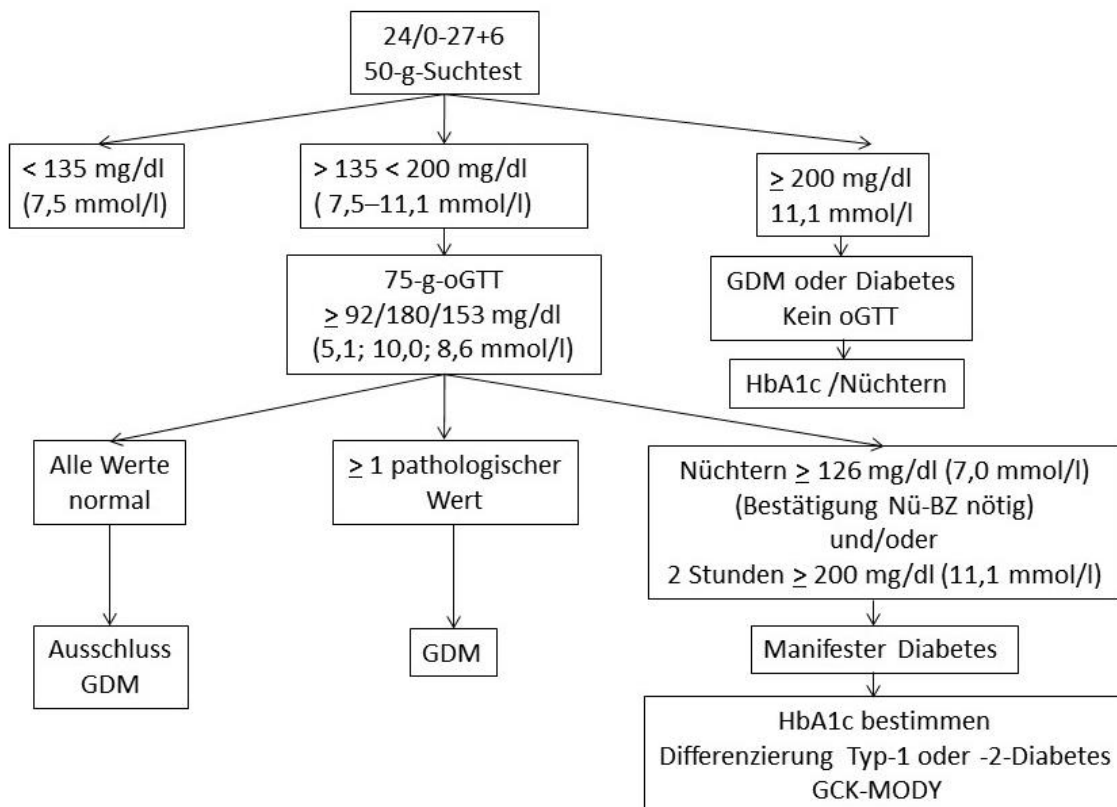 24/0-27+6
50-g-Suchtest
< 135 mg/dl
(7,5 mmol/l)
> 135 < 200 mg/dl
( 7,5–11,1 mmol/l)
≥ 200 mg/dl
11,1 mmol/l
75-g-oGTT
≥ 92/180/153 mg/dl
(5,1; 10,0; 8,6 mmol/l)
GDM oder Diabetes
Kein oGTT
HbA1c /Nüchtern
Alle Werte
normal
≥ 1 pathologischer
Wert
Nüchtern ≥ 126 mg/dl (7,0 mmol/l)
(Bestätigung Nü-BZ nötig)
und/oder
2 Stunden ≥ 200 mg/dl (11,1 mmol/l)
Ausschluss
GDM
GDM
Manifester Diabetes
HbA1c bestimmen
Differenzierung Typ-1 oder -2-Diabetes
GCK-MODY